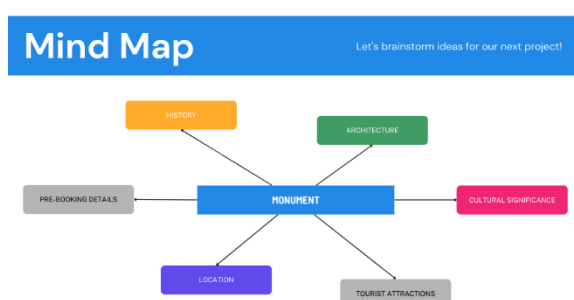 Mind Map
Let's brainstorm ideas for our next project!
HISTORY
ARCHITECTURE
PRE-BOOKING DETAILS
MONUMENT
CULTURAL SIGNIFICANCE
LOCATION
TOURIST ATTRACTIONS